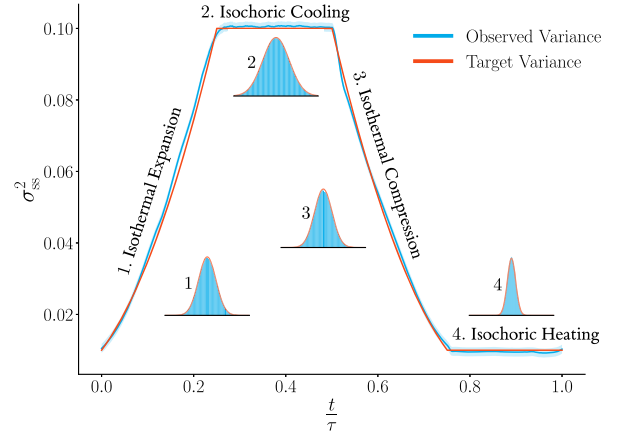 2. Isochoric Cooling
0.10
0.08
0.06
0.04
0.02
σ²ss
1. Isothermal Expansion
2
3. Isothermal Compression
Observed Variance
Target Variance
3
1
4
4. Isochoric Heating
0.0
0.2
0.4
0.6
0.8
1.0
t
τ